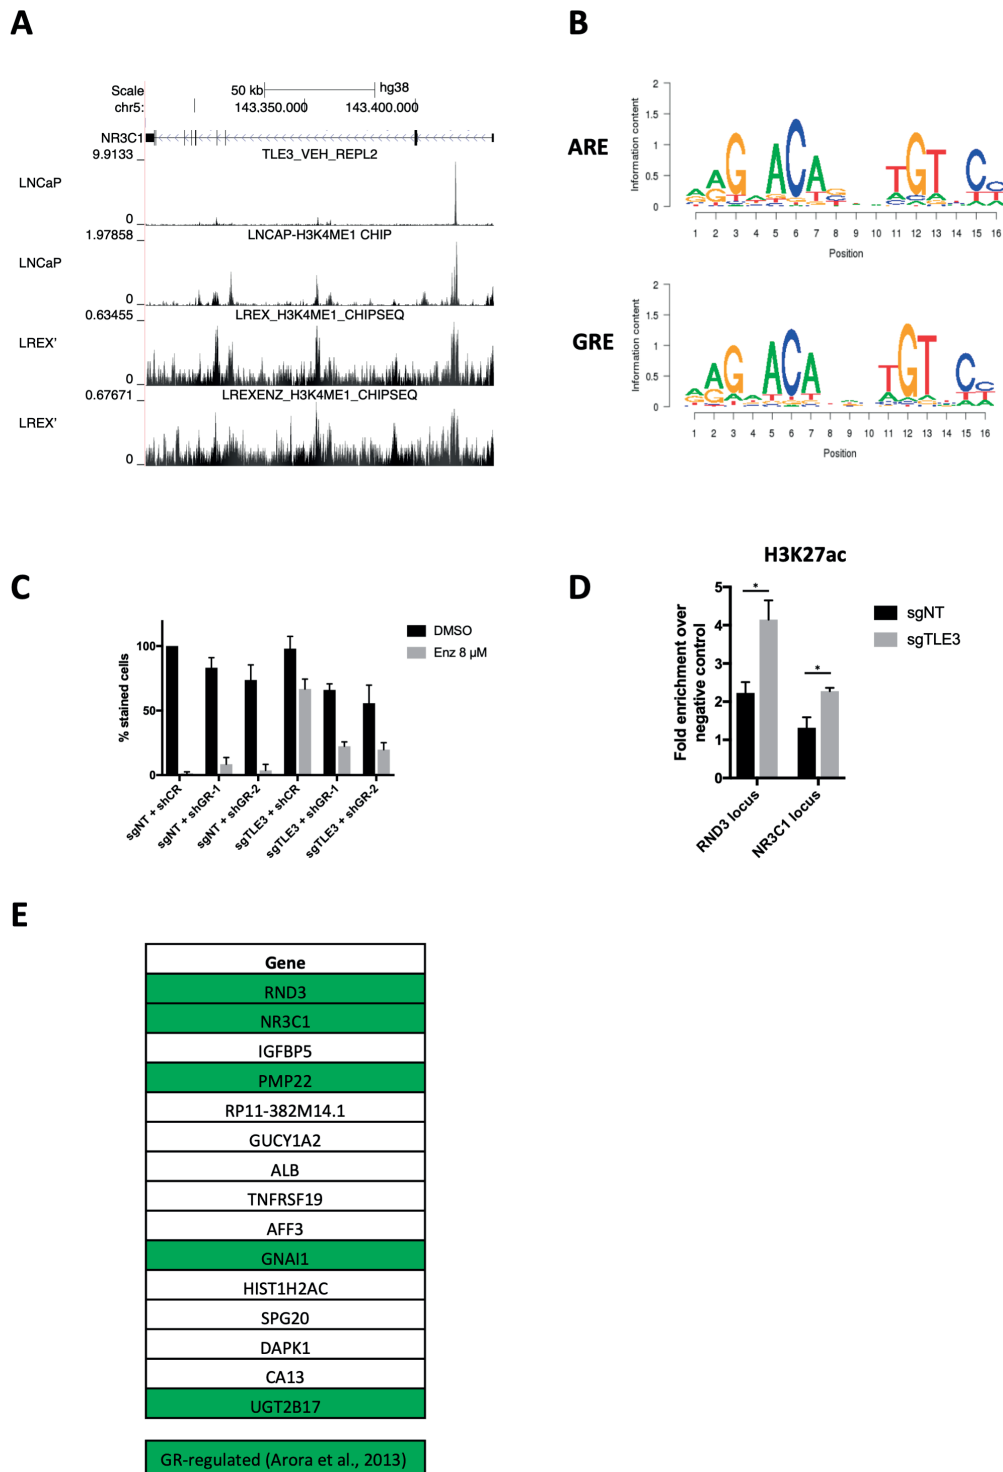 A
Scale 50 kb hg38
chr5: 143.350.000 143.400.000
NR3C1
TLE3_VEH_REPL2
9.9133
LNCaP
0
LNCAP-H3K4ME1 CHIP
1.97858
LNCaP
0
LREX_H3K4ME1_CHIPSEQ
0.63455
LREX'
0
LREXENZ_H3K4ME1_CHIPSEQ
0.67671
LREX'
0
B
ARE
Information content
2
1.5
1
0.5
0
1 2 3 4 5 6 7 8 9 10 11 12 13 14 15 16
Position
GRE
Information content
2
1.5
1
0.5
0
1 2 3 4 5 6 7 8 9 10 11 12 13 14 15 16
Position
C
% stained cells
100
50
0
DMSO
Enz 8 µM
sgNT + shCR
sgNT + shGR-1
sgNT + shGR-2
sgTLE3 + shCR
sgTLE3 + shGR-1
sgTLE3 + shGR-2
D
H3K27ac
Fold enrichment over
negative control
5
4
3
2
1
0
*
*
sgNT
sgTLE3
RND3 locus
NR3C1 locus
E
Gene
RND3
NR3C1
IGFBP5
PMP22
RP11-382M14.1
GUCY1A2
ALB
TNFRSF19
AFF3
GNAI1
HIST1H2AC
SPG20
DAPK1
CA13
UGT2B17
GR-regulated (Arora et al., 2013)